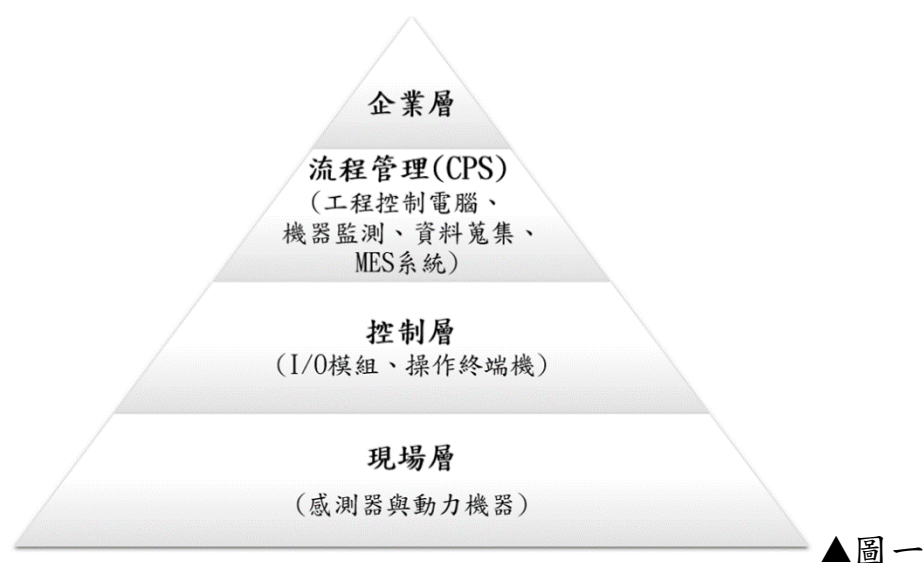 企業層
流程管理(CPS)
(工程控制電腦、
機器監測、資料蒐集、
MES系統)
控制層
(I/O模組、操作終端機)
現場層
(感測器與動力機器)
▲圖一